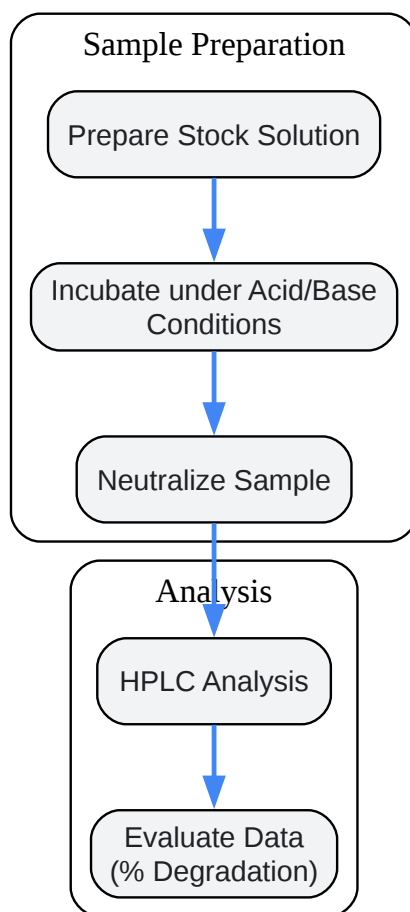 Sample Preparation
Prepare Stock Solution
Incubate under Acid/Base
Conditions
Neutralize Sample
Analysis
HPLC Analysis
Evaluate Data
(% Degradation)